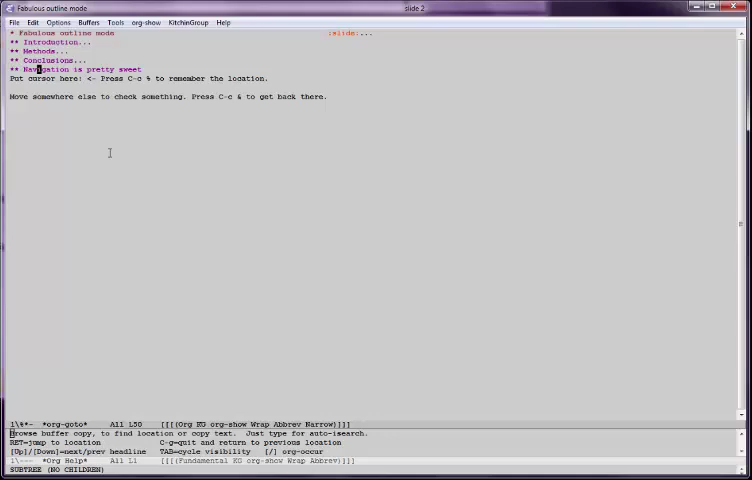 Fabulous outline mode
slide 2
File Edit Options Buffers Tools org-show KitchinGroup Help
* Fabulous outline mode :slide:...
** Introduction...
** Methods...
** Conclusions...
** Navigation is pretty sweet
Put cursor here: <- Press C-c % to remember the location.
Move somewhere else to check something. Press C-c & to get back there.
1\%*- *org-goto* All L50 [[[(Org KG org-show Wrap Abbrev Narrow)]]]
Browse buffer copy, to find location or copy text. Just type for auto-isearch.
RET=jump to location C-g=quit and return to previous location
[Up]/[Down]=next/prev headline TAB=cycle visibility [/] org-occur
1\--- *Org Help* All L1 [[[(Fundamental KG org-show Wrap Abbrev)]]]
SUBTREE (NO CHILDREN)